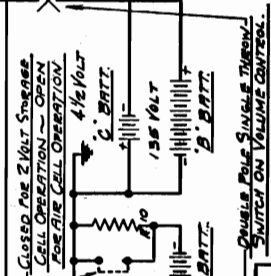 CLOSED FOR 2 VOLT STORAGE
CELL OPERATION ~ OPEN
FOR AIR CELL OPERATION
4½ VOLT
"C" BATT.
135 VOLT
"B" BATT.
DOUBLE POLE SINGLE THROW
SWITCH ON VOLUME CONTROL.
R10
BATT.
+
-
+
-
-